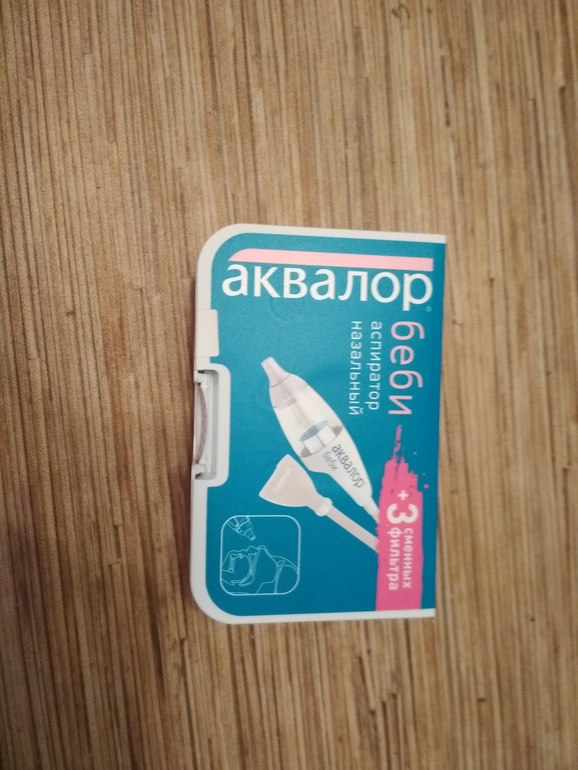 аквалор®
беби
аспиратор
назальный
аквалор
беби
+3 сменных
фильтра